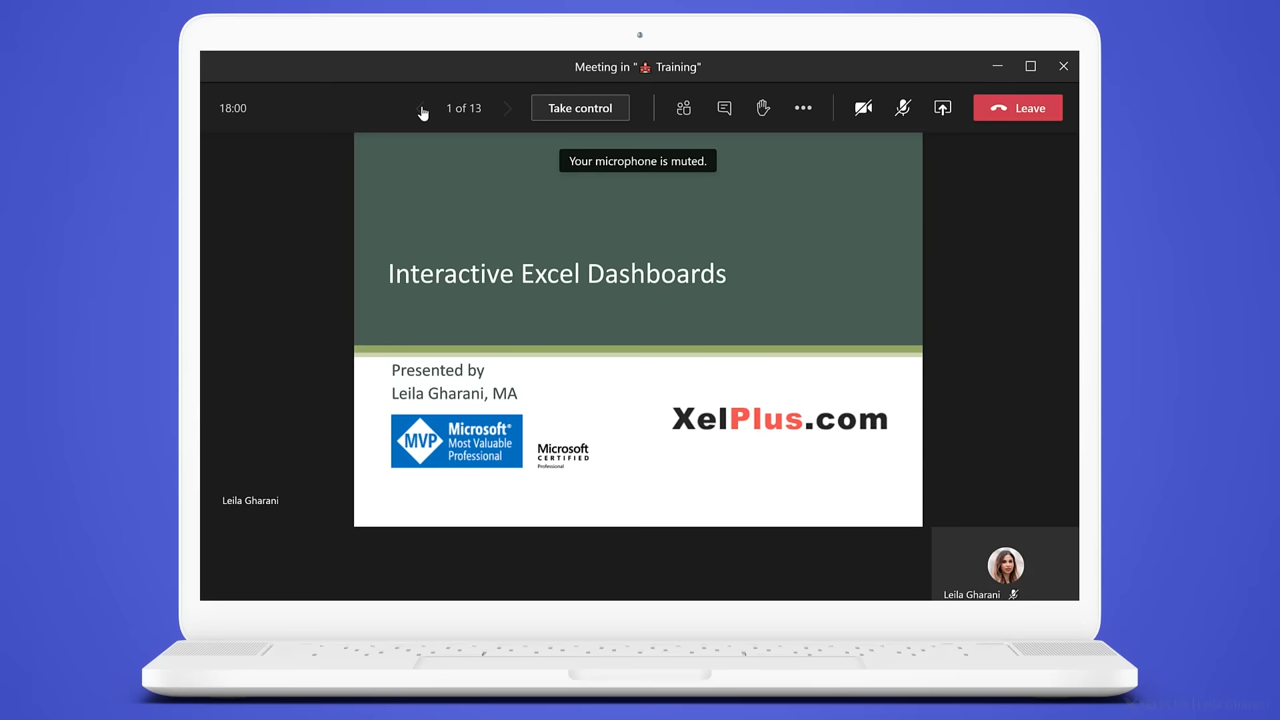 Meeting in " Training"
18:00
1 of 13
Take control
Leave
Your microphone is muted.
Interactive Excel Dashboards
Presented by
Leila Gharani, MA
MVP
Microsoft®
Most Valuable
Professional
Microsoft
CERTIFIED
Professional
XelPlus.com
Leila Gharani
Leila Gharani